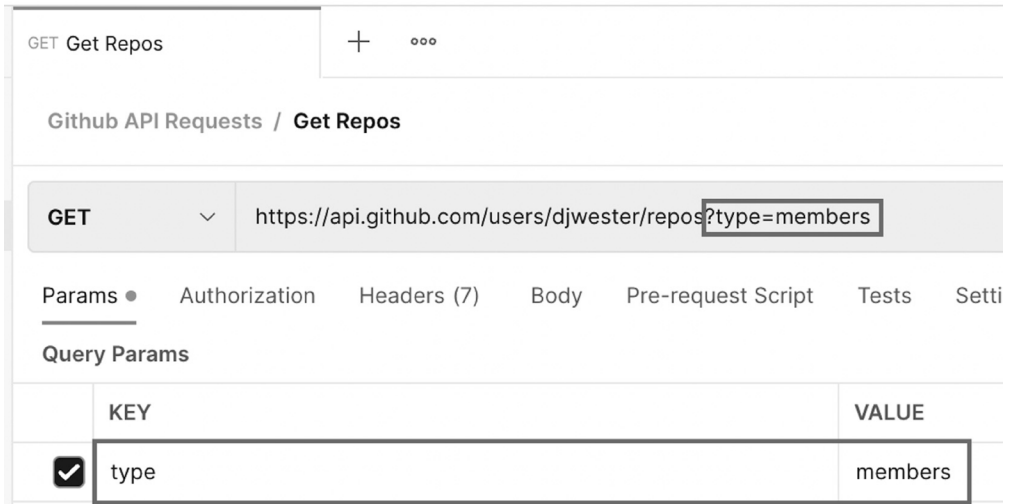 GET Get Repos
Github API Requests / Get Repos
GET https://api.github.com/users/djwester/repos?type=members
Params Authorization Headers (7) Body Pre-request Script Tests Setti
Query Params
KEY VALUE
type members